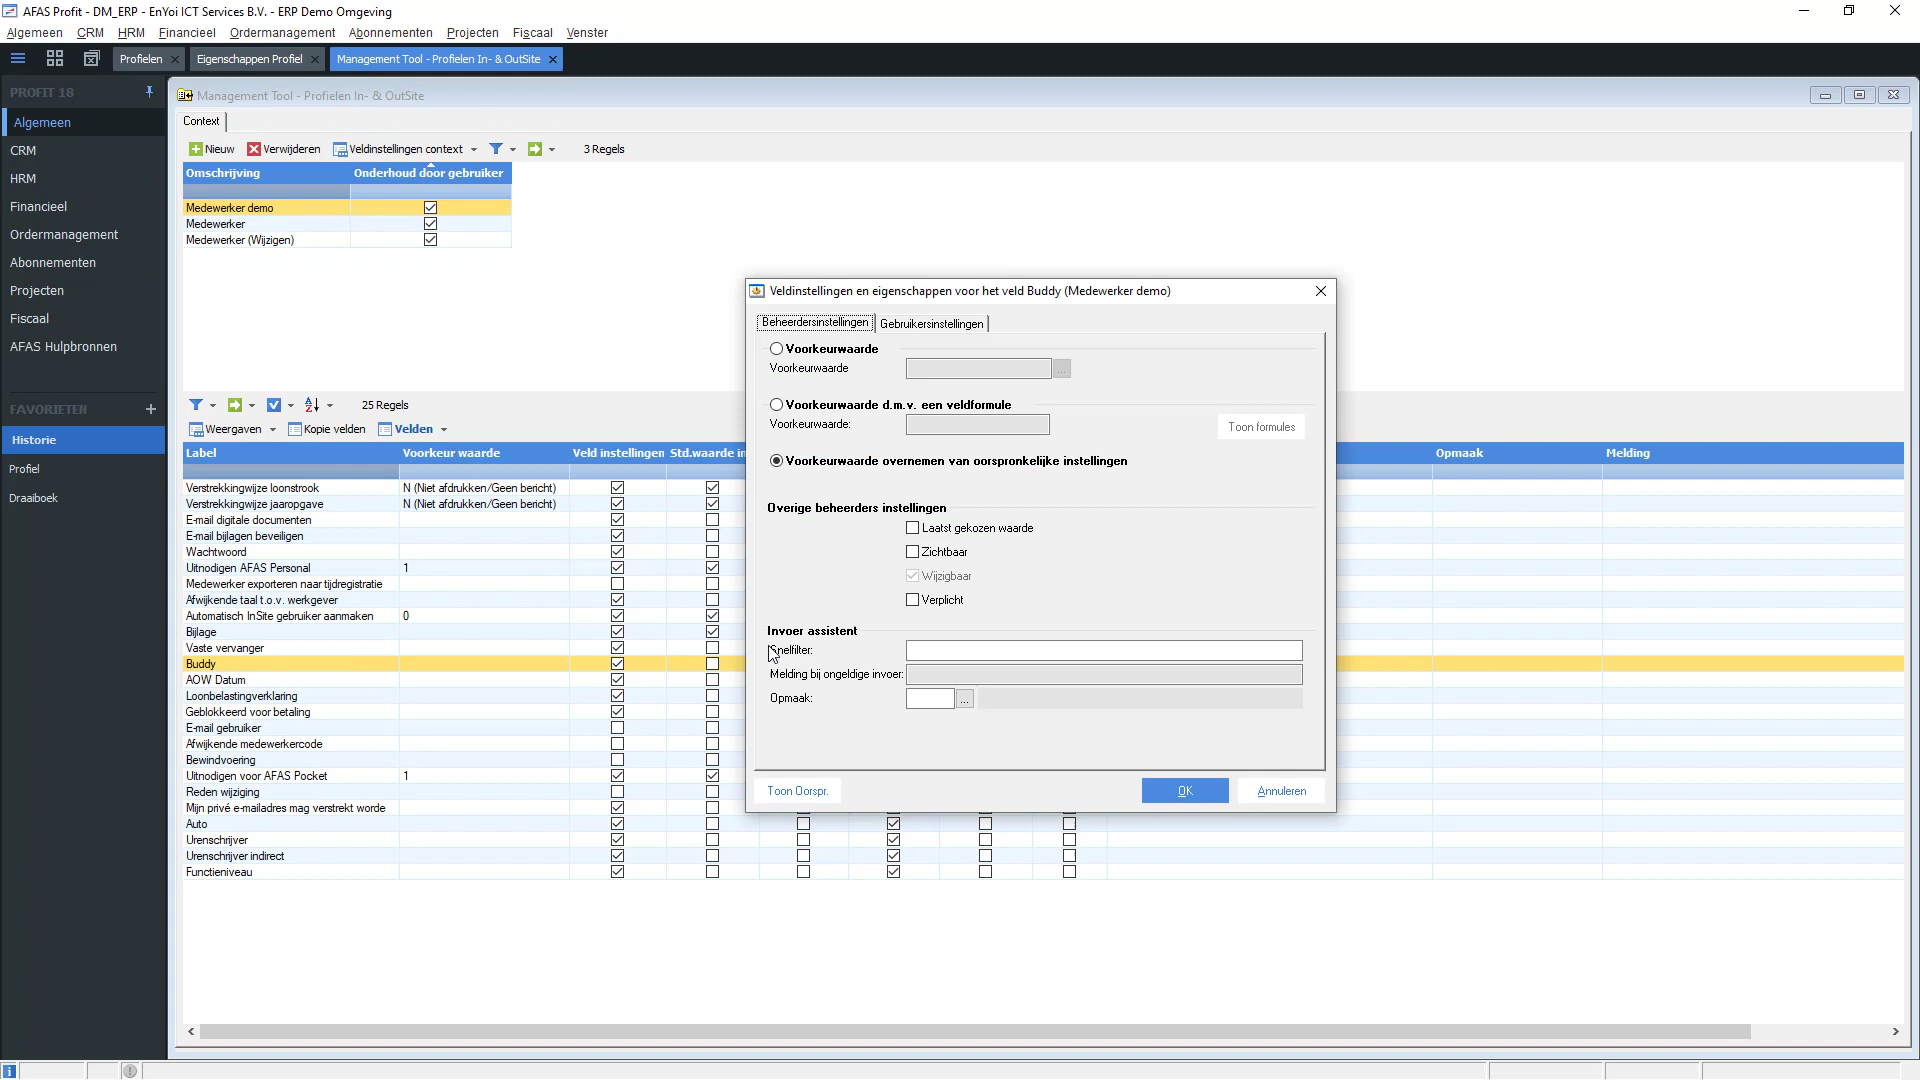 AFAS Profit - DM_ERP - EnYoi ICT Services B.V. - ERP Demo Omgeving
Algemeen CRM HRM Financieel Ordermanagement Abonnementen Projecten Fiscaal Venster
Profielen Eigenschappen Profiel Management Tool - Profielen In- & OutSite
PROFIT 18
Algemeen
CRM
HRM
Financieel
Ordermanagement
Abonnementen
Projecten
Fiscaal
AFAS Hulpbronnen
FAVORIETEN
Historie
Profiel
Draaiboek
Management Tool - Profielen In- & OutSite
Context
Nieuw Verwijderen Veldinstellingen context 3 Regels
Omschrijving Onderhoud door gebruiker
Medewerker demo
Medewerker
Medewerker (Wijzigen)
25 Regels
Weergaven Kopie velden Velden
Label Voorkeur waarde Veld instellingen Std.waarde in Opmaak Melding
Verstrekkingwijze loonstrook N (Niet afdrukken/Geen bericht)
Verstrekkingwijze jaaropgave N (Niet afdrukken/Geen bericht)
E-mail digitale documenten
E-mail bijlagen beveiligen
Wachtwoord
Uitnodigen AFAS Personal 1
Medewerker exporteren naar tijdregistratie
Afwijkende taal t.o.v. werkgever
Automatisch InSite gebruiker aanmaken 0
Bijlage
Vaste vervanger
Buddy
AOW Datum
Loonbelastingverklaring
Geblokkeerd voor betaling
E-mail gebruiker
Afwijkende medewerkercode
Bewindvoering
Uitnodigen voor AFAS Pocket 1
Reden wijziging
Mijn privé e-mailadres mag verstrekt worde
Auto
Urenschrijver
Urenschrijver indirect
Functieniveau
Veldinstellingen en eigenschappen voor het veld Buddy (Medewerker demo)
Beheerdersinstellingen Gebruikersinstellingen
Voorkeurwaarde
Voorkeurwaarde ...
Voorkeurwaarde d.m.v. een veldformule
Voorkeurwaarde: Toon formules
Voorkeurwaarde overnemen van oorspronkelijke instellingen
Overige beheerders instellingen
Laatst gekozen waarde
Zichtbaar
Wijzigbaar
Verplicht
Invoer assistent
Snelfilter:
Melding bij ongeldige invoer:
Opmaak: ...
Toon Oorspr. OK Annuleren